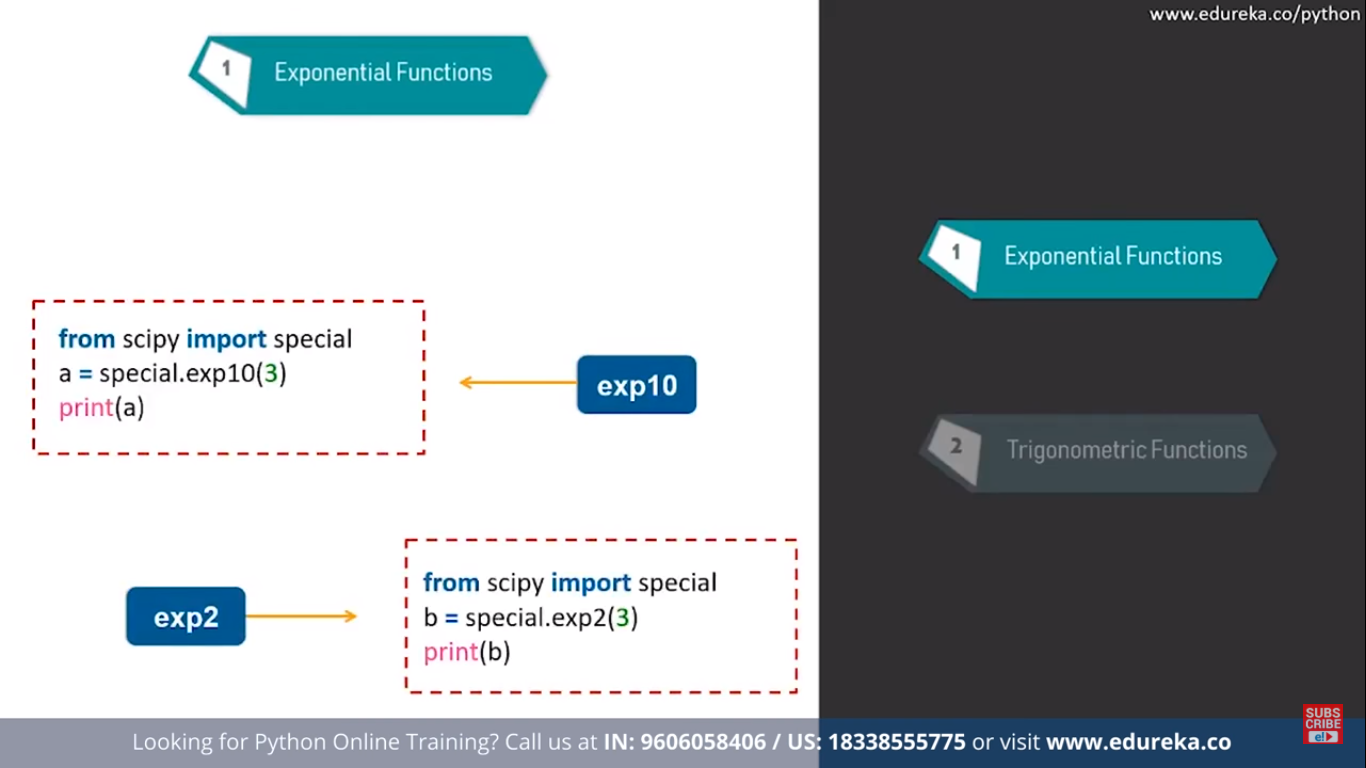 www.edureka.co/python
1 Exponential Functions
from scipy import special
a = special.exp10(3)
print(a)
exp10
exp2
from scipy import special
b = special.exp2(3)
print(b)
1 Exponential Functions
2 Trigonometric Functions
SUBS
CRIBE
e!
Looking for Python Online Training? Call us at IN: 9606058406 / US: 18338555775 or visit www.edureka.co